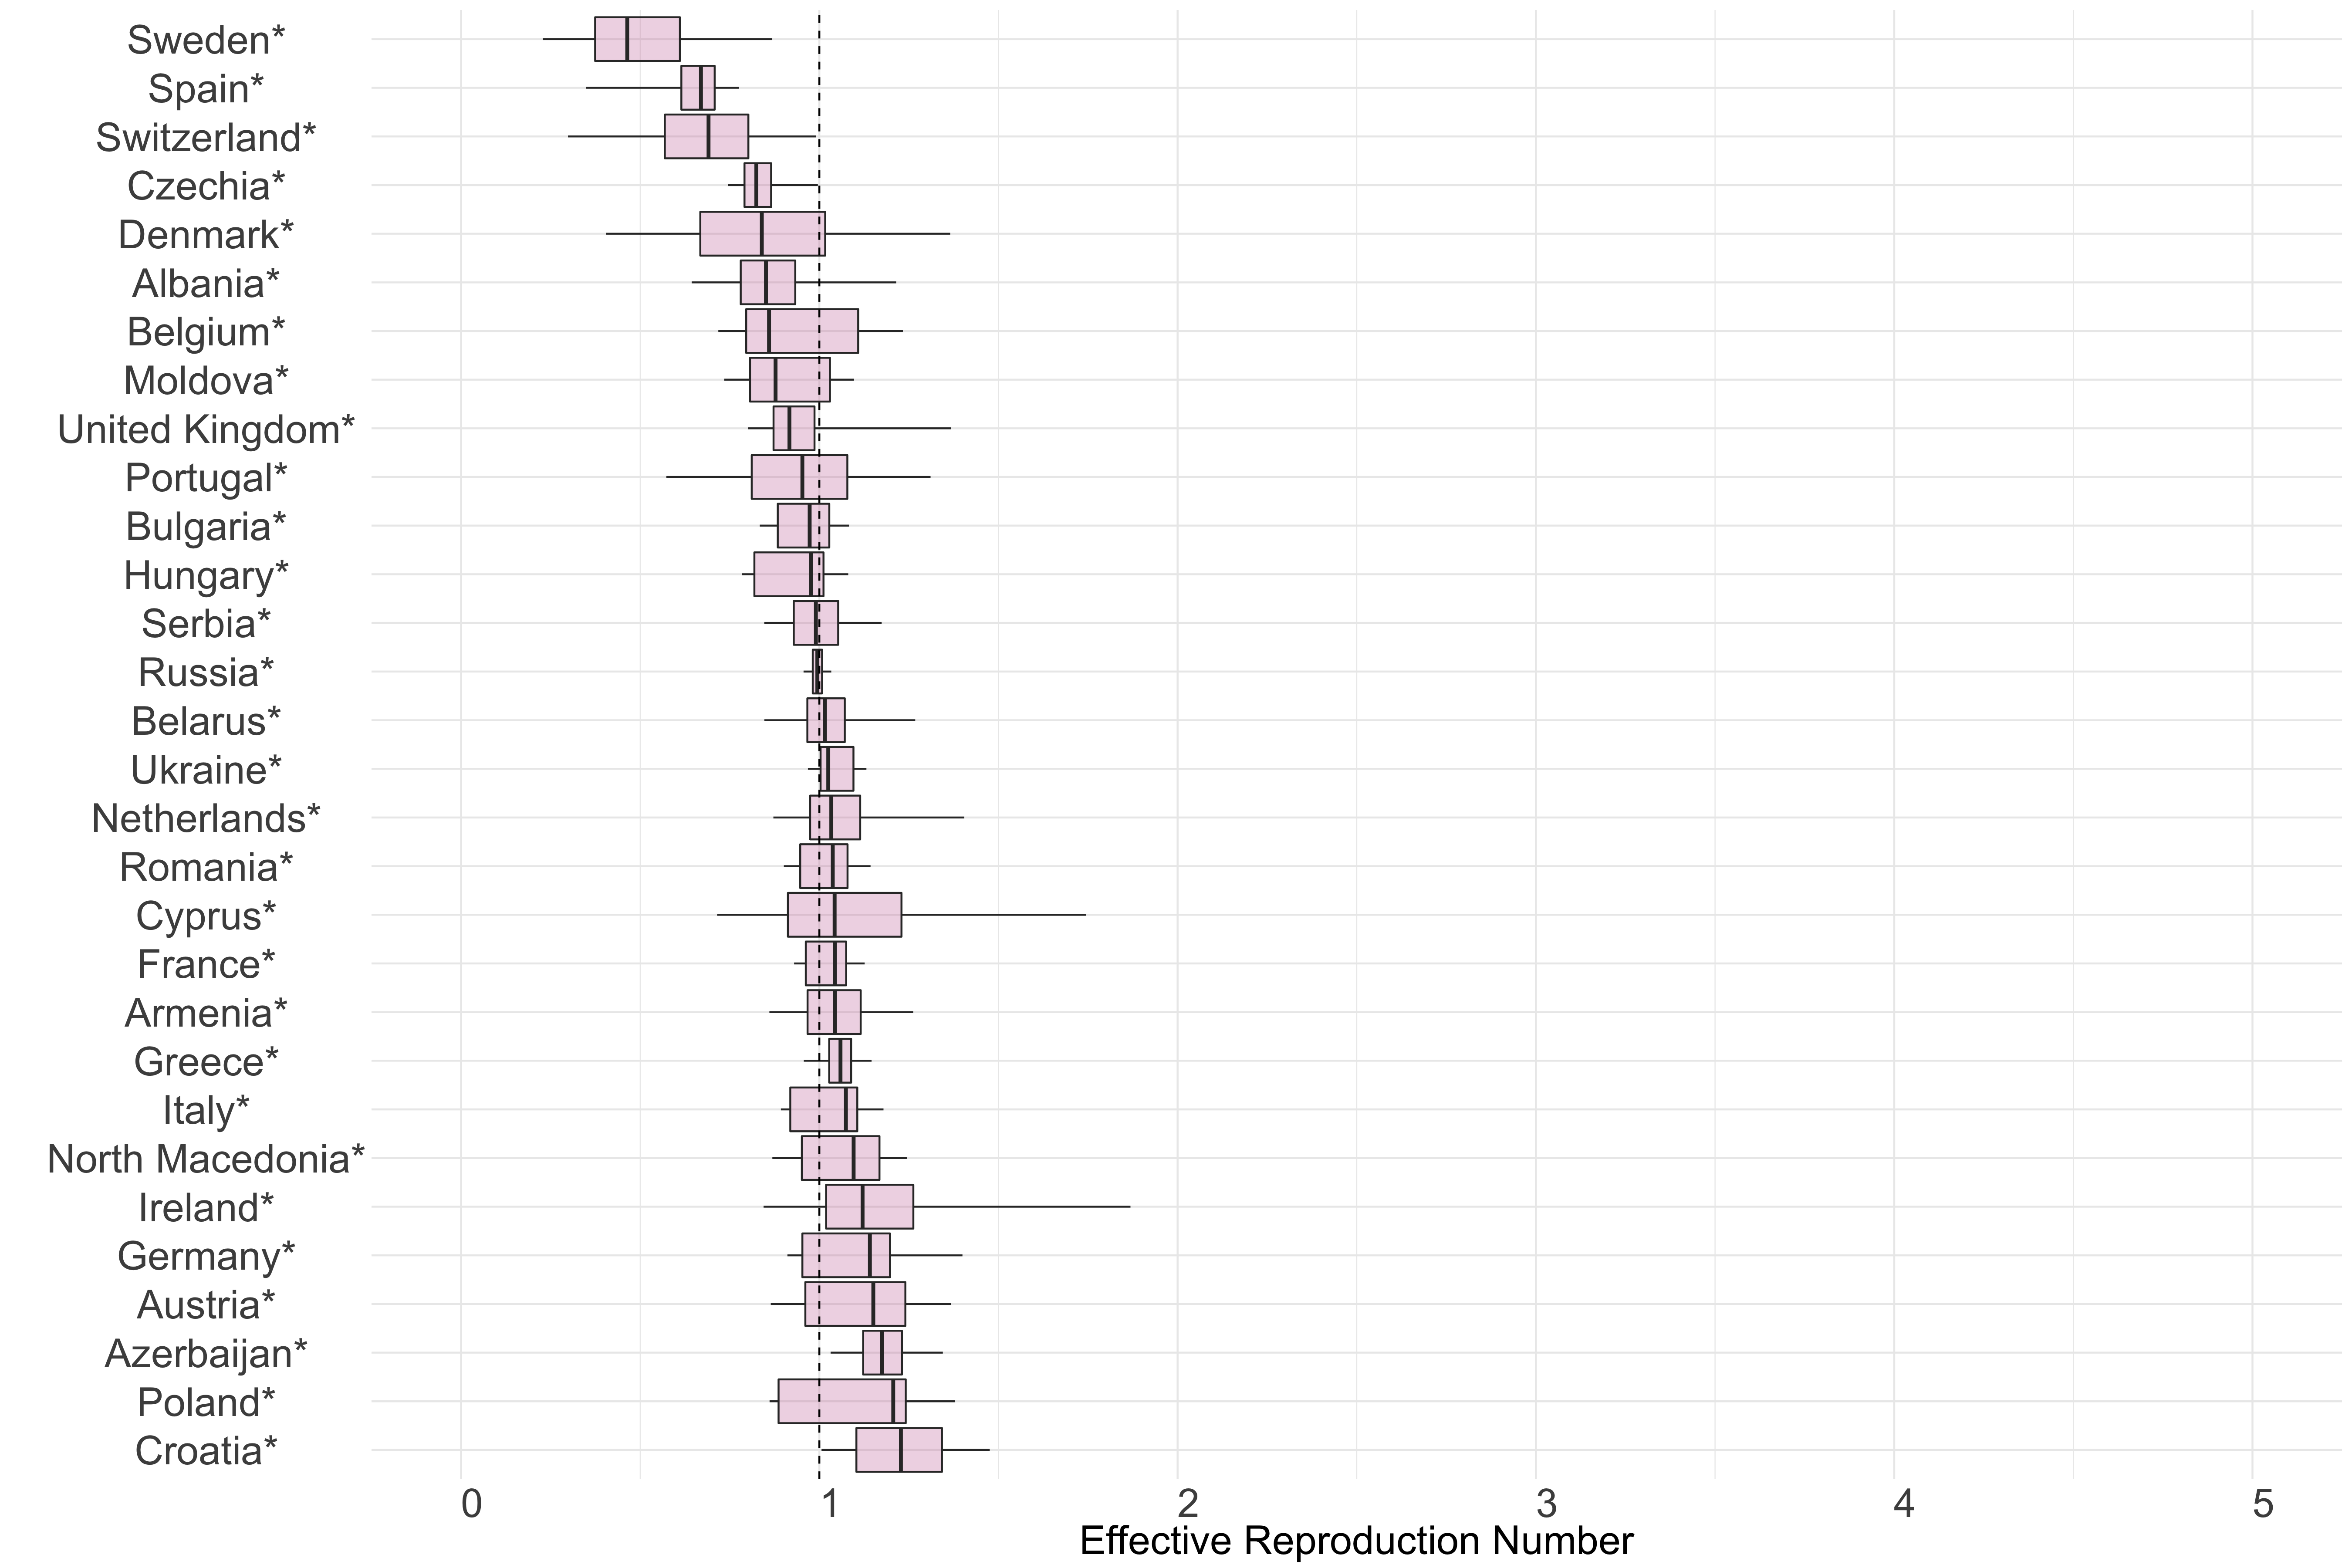 Sweden*
Spain*
Switzerland*
Czechia*
Denmark*
Albania*
Belgium*
Moldova*
United Kingdom*
Portugal*
Bulgaria*
Hungary*
Serbia*
Russia*
Belarus*
Ukraine*
Netherlands*
Romania*
Cyprus*
France*
Armenia*
Greece*
Italy*
North Macedonia*
Ireland*
Germany*
Austria*
Azerbaijan*
Poland*
Croatia*
0 1 2 3 4 5
Effective Reproduction Number